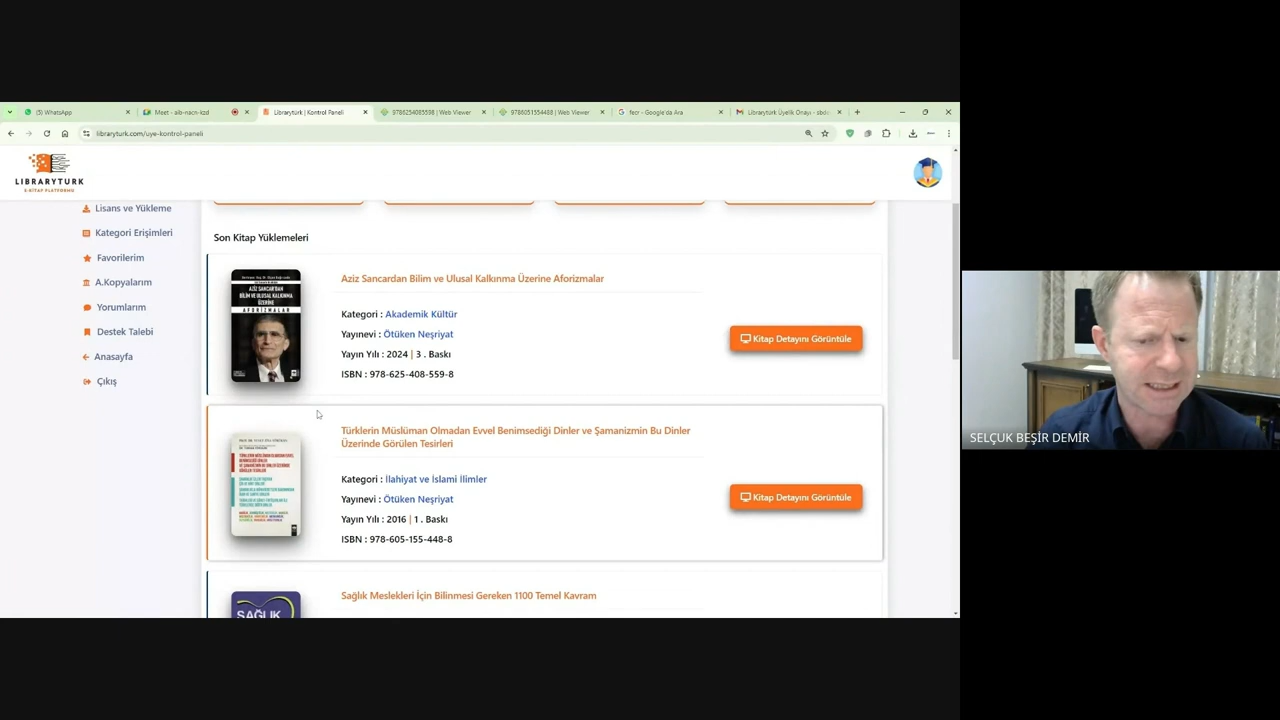 (5) WhatsApp
Meet - aib-nacn-kzd
Librarytürk | Kontrol Paneli
9786254085598 | Web Viewer
9786051554488 | Web Viewer
fecr - Google'da Ara
Librarytürk Üyelik Onayı - sbdo
libraryturk.com/uye-kontrol-paneli
LIBRARYTURK
E-KİTAP PLATFORMU
Lisans ve Yükleme
Kategori Erişimleri
Favorilerim
A.Kopyalarım
Yorumlarım
Destek Talebi
Anasayfa
Çıkış
Son Kitap Yüklemeleri
AZİZ SANCAR'DAN
BİLİM VE ULUSAL KALKINMA
ÜZERİNE
AFORİZMALAR
Aziz Sancardan Bilim ve Ulusal Kalkınma Üzerine Aforizmalar
Kategori : Akademik Kültür
Yayınevi : Ötüken Neşriyat
Yayın Yılı : 2024 | 3 . Baskı
ISBN : 978-625-408-559-8
Kitap Detayını Görüntüle
Türklerin Müslüman Olmadan Evvel Benimsediği Dinler ve Şamanizmin Bu Dinler
Üzerinde Görülen Tesirleri
Kategori : İlahiyat ve İslami İlimler
Yayınevi : Ötüken Neşriyat
Yayın Yılı : 2016 | 1 . Baskı
ISBN : 978-605-155-448-8
Kitap Detayını Görüntüle
SAĞLIK
Sağlık Meslekleri İçin Bilinmesi Gereken 1100 Temel Kavram
SELÇUK BEŞİR DEMİR